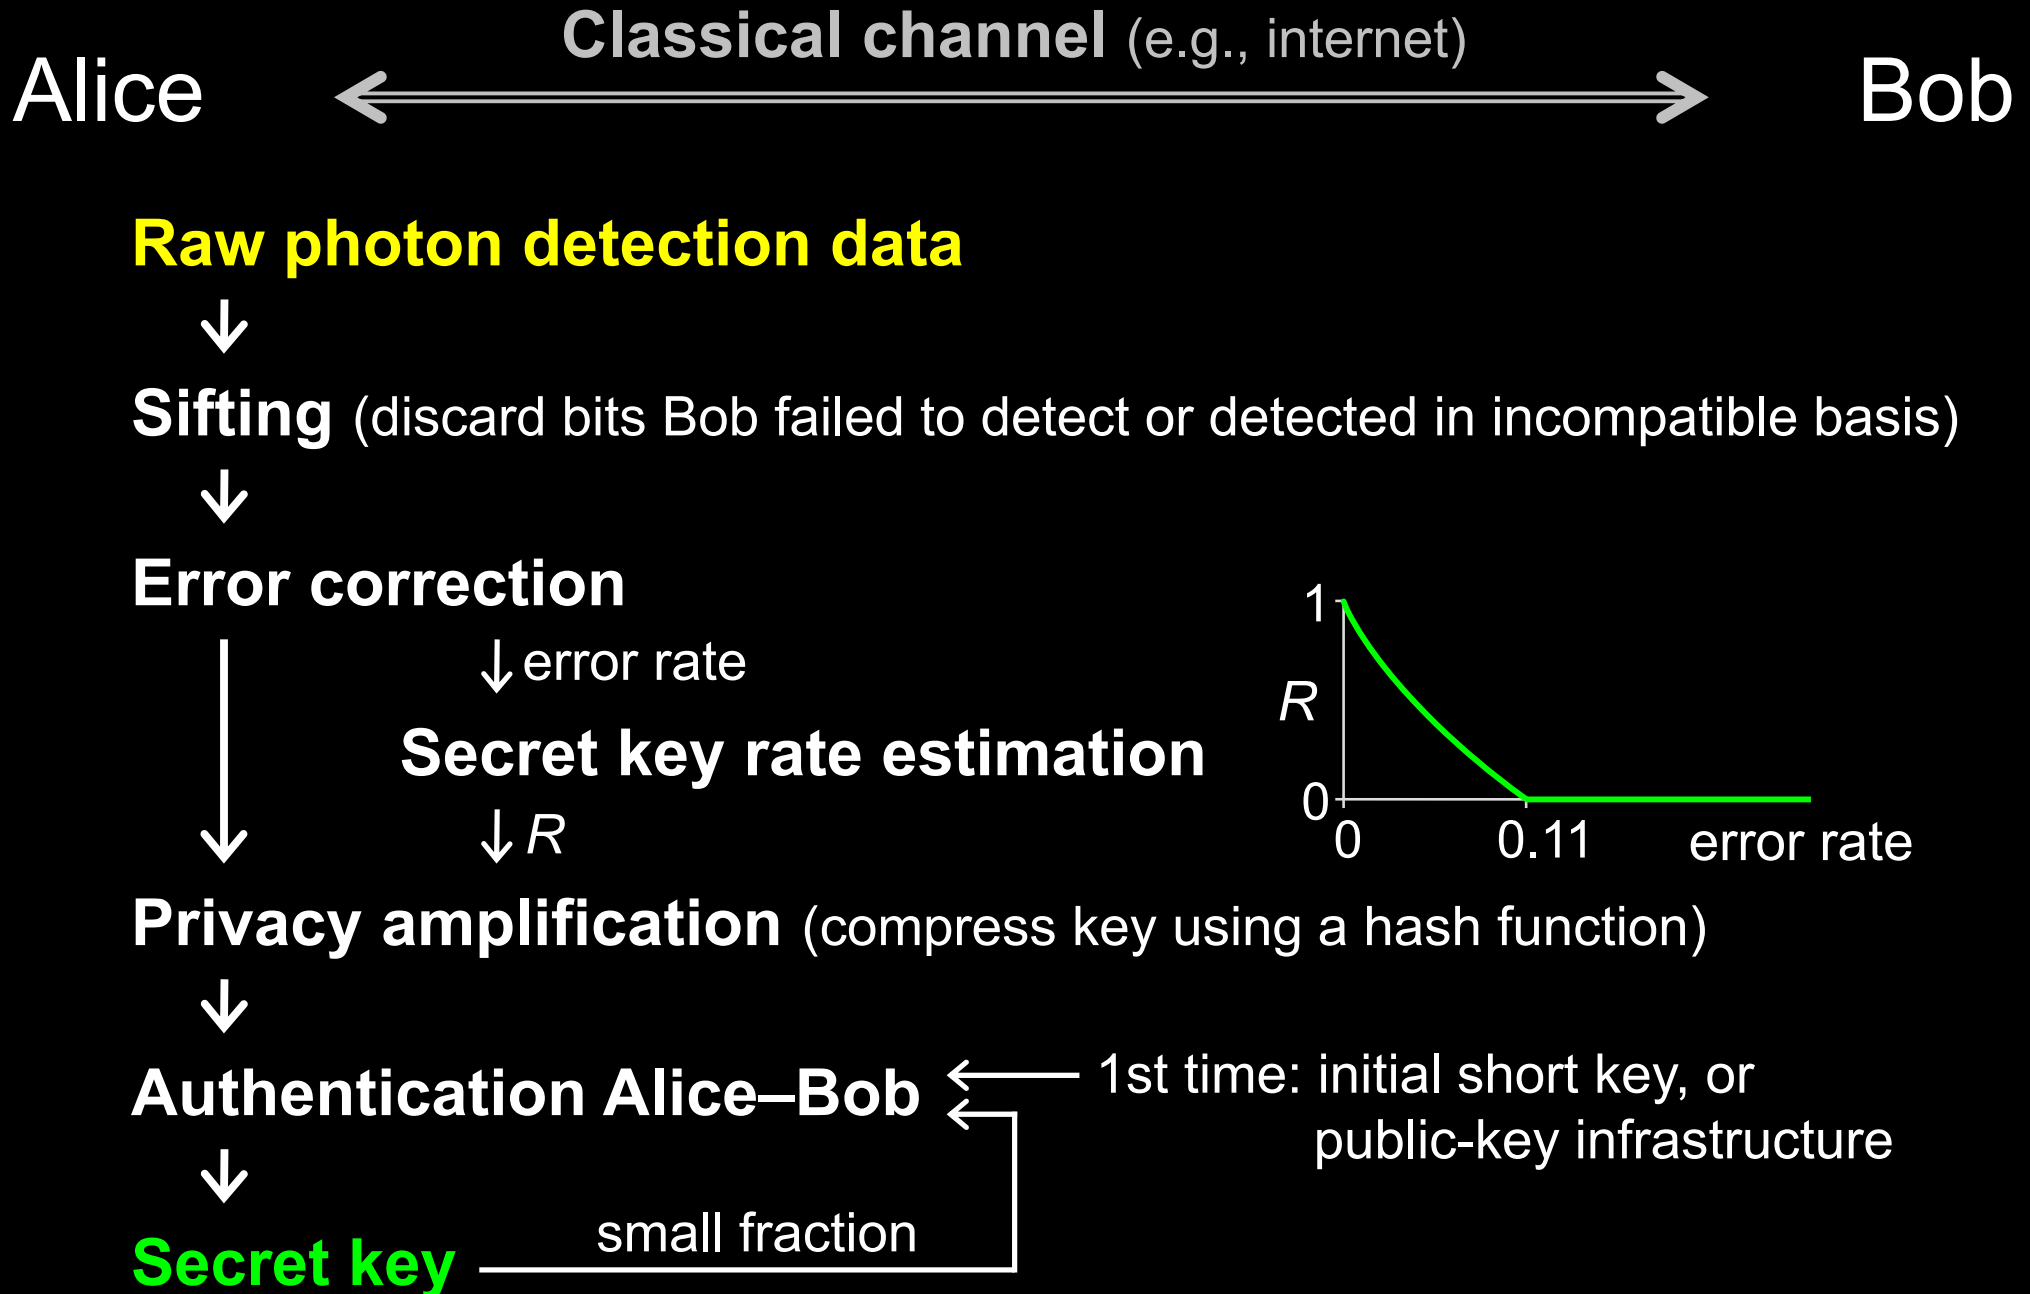 Classical channel (e.g., internet)
Alice
Bob
Raw photon detection data
Sifting (discard bits Bob failed to detect or detected in incompatible basis)
Error correction
error rate
Secret key rate estimation
R
1
R
0
0
0.11
error rate
Privacy amplification (compress key using a hash function)
Authentication Alice–Bob
1st time: initial short key, or
public-key infrastructure
small fraction
Secret key